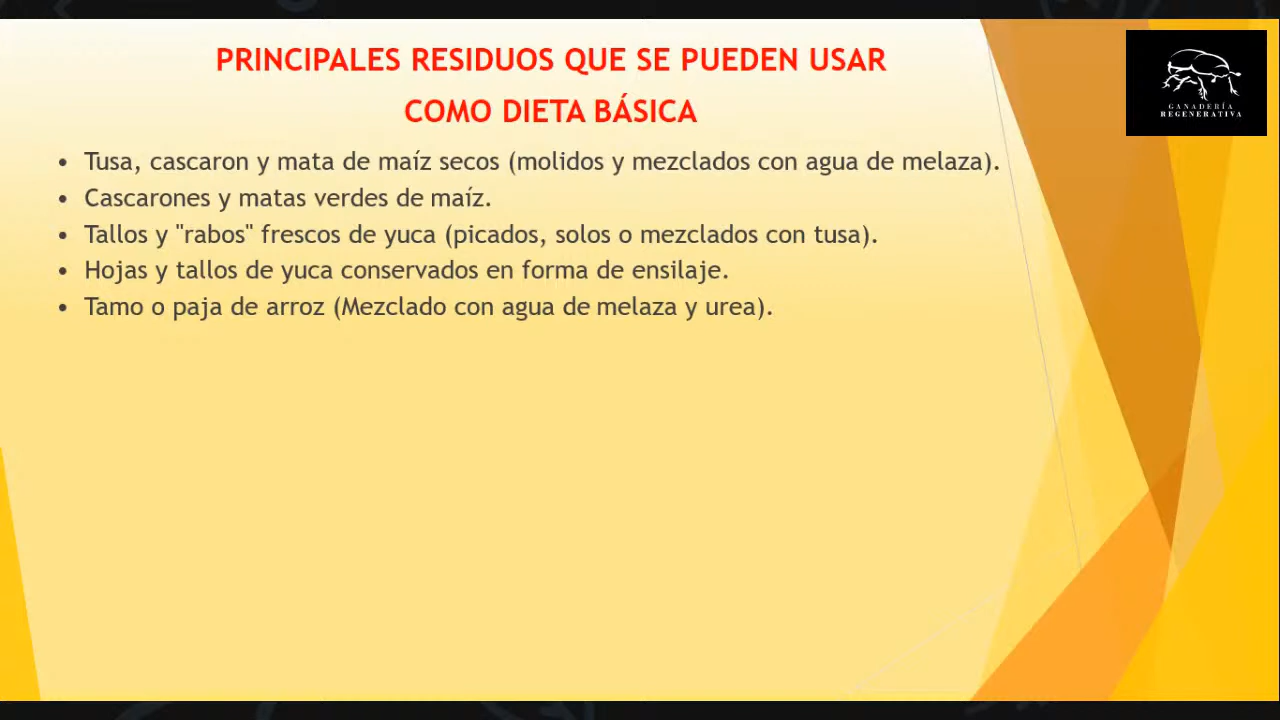 PRINCIPALES RESIDUOS QUE SE PUEDEN USAR
COMO DIETA BÁSICA
GANADERÍA
REGENERATIVA
• Tusa, cascaron y mata de maíz secos (molidos y mezclados con agua de melaza).
• Cascarones y matas verdes de maíz.
• Tallos y "rabos" frescos de yuca (picados, solos o mezclados con tusa).
• Hojas y tallos de yuca conservados en forma de ensilaje.
• Tamo o paja de arroz (Mezclado con agua de melaza y urea).